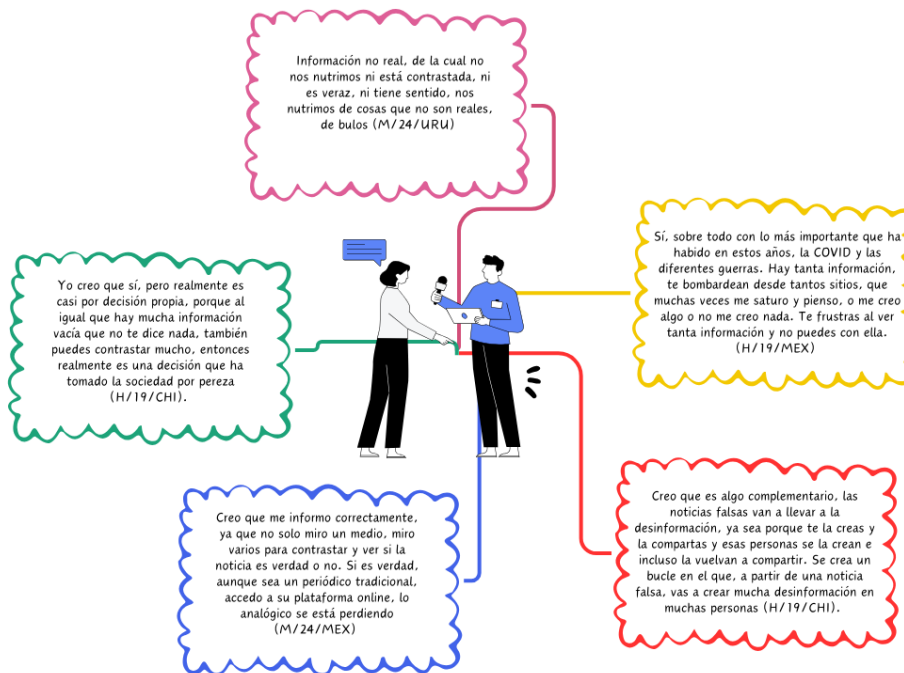 Información no real, de la cual no
nos nutrimos ni está contrastada, ni
es veraz, ni tiene sentido, nos
nutrimos de cosas que no son reales,
de bulos (M/24/URU)
Sí, sobre todo con lo más importante que ha
habido en estos años, la COVID y las
diferentes guerras. Hay tanta información,
te bombardean desde tantos sitios, que
muchas veces me saturo y pienso, o me creo
algo o no me creo nada. Te frustras al ver
tanta información y no puedes con ella.
(H/19/MEX)
Yo creo que sí, pero realmente es
casi por decisión propia, porque al
igual que hay mucha información
vacía que no te dice nada, también
puedes contrastar mucho, entonces
realmente es una decisión que ha
tomado la sociedad por pereza
(H/19/CHI).
Creo que me informo correctamente,
ya que no solo miro un medio, miro
varios para contrastar y ver si la
noticia es verdad o no. Si es verdad,
aunque sea un periódico tradicional,
accedo a su plataforma online, lo
analógico se está perdiendo
(M/24/MEX)
Creo que es algo complementario, las
noticias falsas van a llevar a la
desinformación, ya sea porque te la creas y
la compartas y esas personas se la crean e
incluso la vuelvan a compartir. Se crea un
bucle en el que, a partir de una noticia
falsa, vas a crear mucha desinformación en
muchas personas (H/19/CHI).